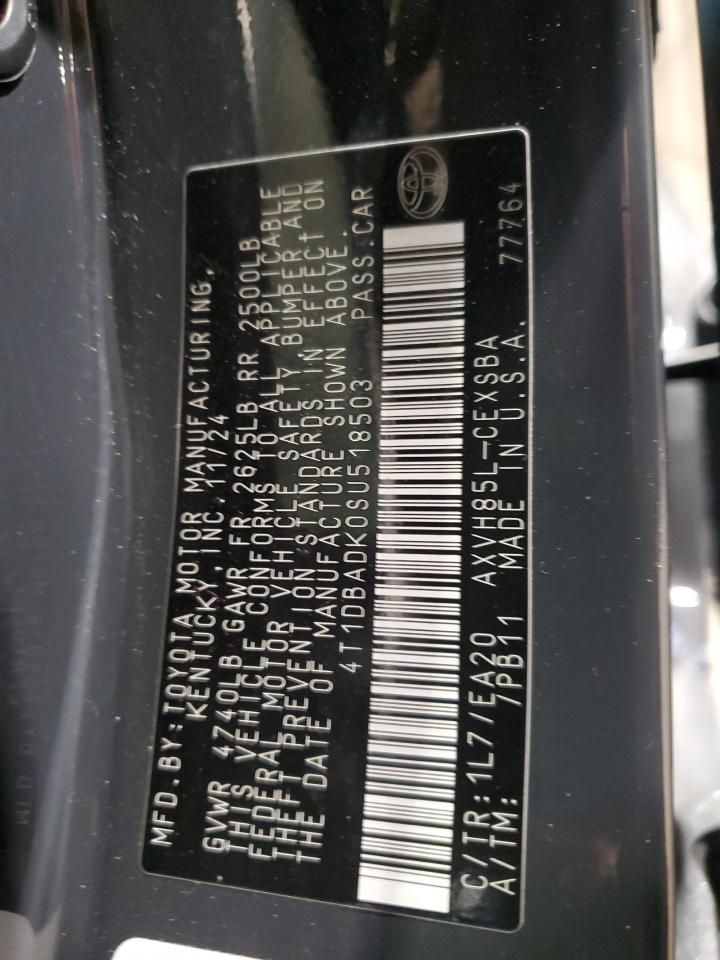 MFD.BY:TOYOTA MOTOR MANUFACTURING,
KENTUCKY, INC. 11/24
GVWR 4740LB GAWR FR 2625LB RR 2500LB
THIS VEHICLE CONFORMS TO ALL APPLICABLE
FEDERAL MOTOR VEHICLE SAFETY, BUMPER AND
THEFT PREVENTION STANDARDS IN EFFECT ON
THE DATE OF MANUFACTURE SHOWN ABOVE.
4T1DBADK0SU518503 PASS.CAR
C/TR:1L7/EA20 AXVH85L-CEXSBA
A/TM: /PB11 MADE IN U.S.A. 77764